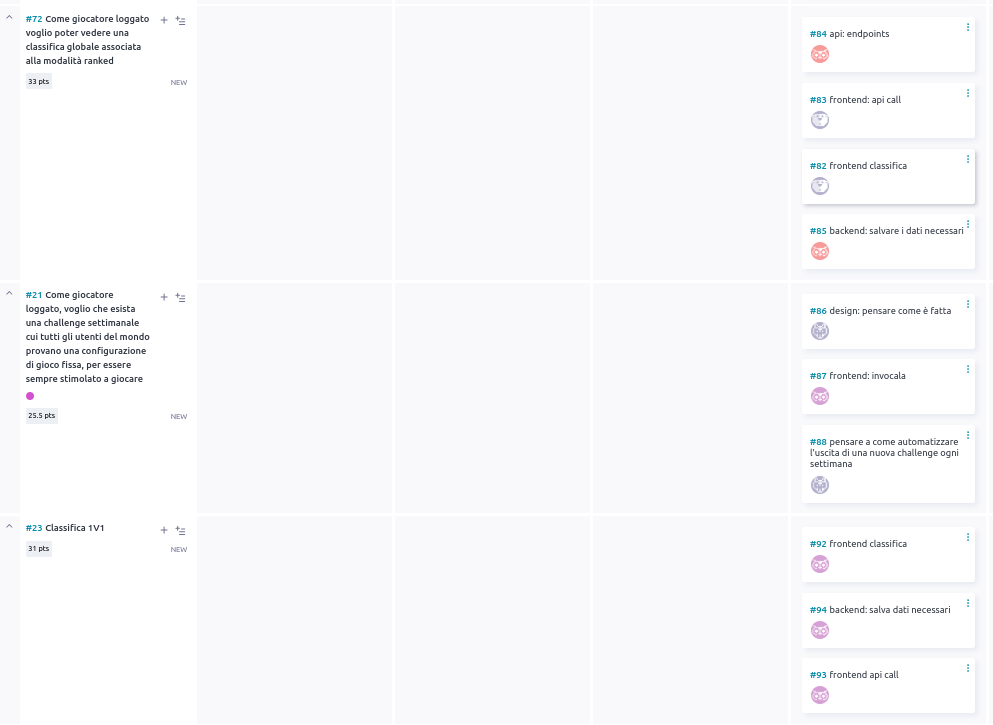 #72 Come giocatore loggato
voglio poter vedere una
classifica globale associata
alla modalità ranked
33 pts
NEW
#84 api: endpoints
#83 frontend: api call
#82 frontend classifica
#85 backend: salvare i dati necessari
#21 Come giocatore
loggato, voglio che esista
una challenge settimanale
cui tutti gli utenti del mondo
provano una configurazione
di gioco fissa, per essere
sempre stimolato a giocare
25.5 pts
NEW
#86 design: pensare come è fatta
#87 frontend: invocala
#88 pensare a come automatizzare
l'uscita di una nuova challenge ogni
settimana
#23 Classifica 1V1
31 pts
NEW
#92 frontend classifica
#94 backend: salva dati necessari
#93 frontend api call